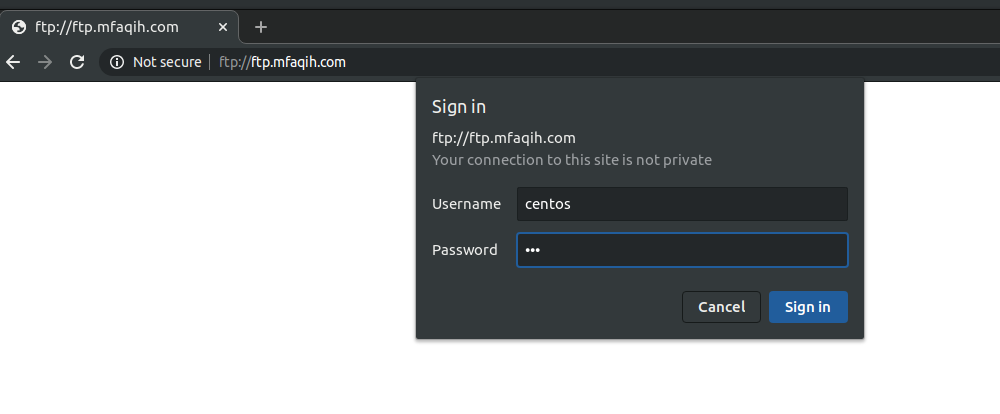 ftp://ftp.mfaqih.com
Not secure ftp://ftp.mfaqih.com
Sign in
ftp://ftp.mfaqih.com
Your connection to this site is not private
Username centos
Password •••
Cancel Sign in